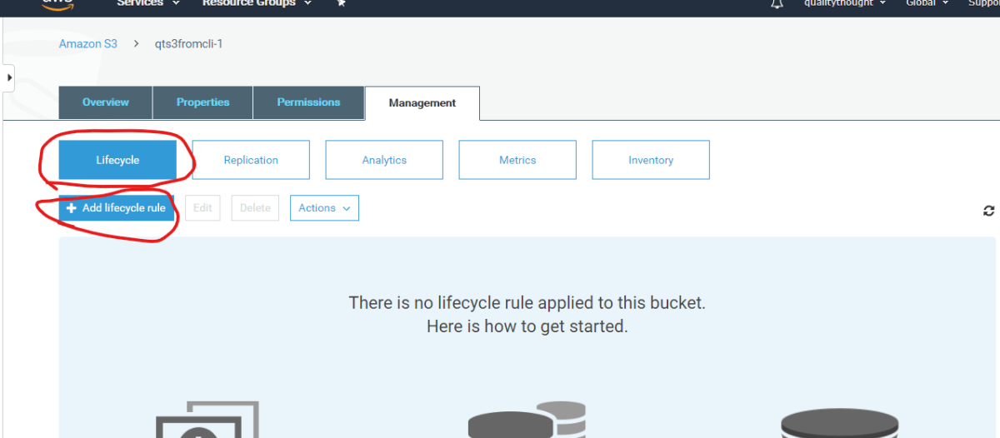 aws Services Resource Groups qualitythought Global Suppo
Amazon S3 > qts3fromcli-1
Overview Properties Permissions Management
Lifecycle Replication Analytics Metrics Inventory
+ Add lifecycle rule Edit Delete Actions
There is no lifecycle rule applied to this bucket.
Here is how to get started.